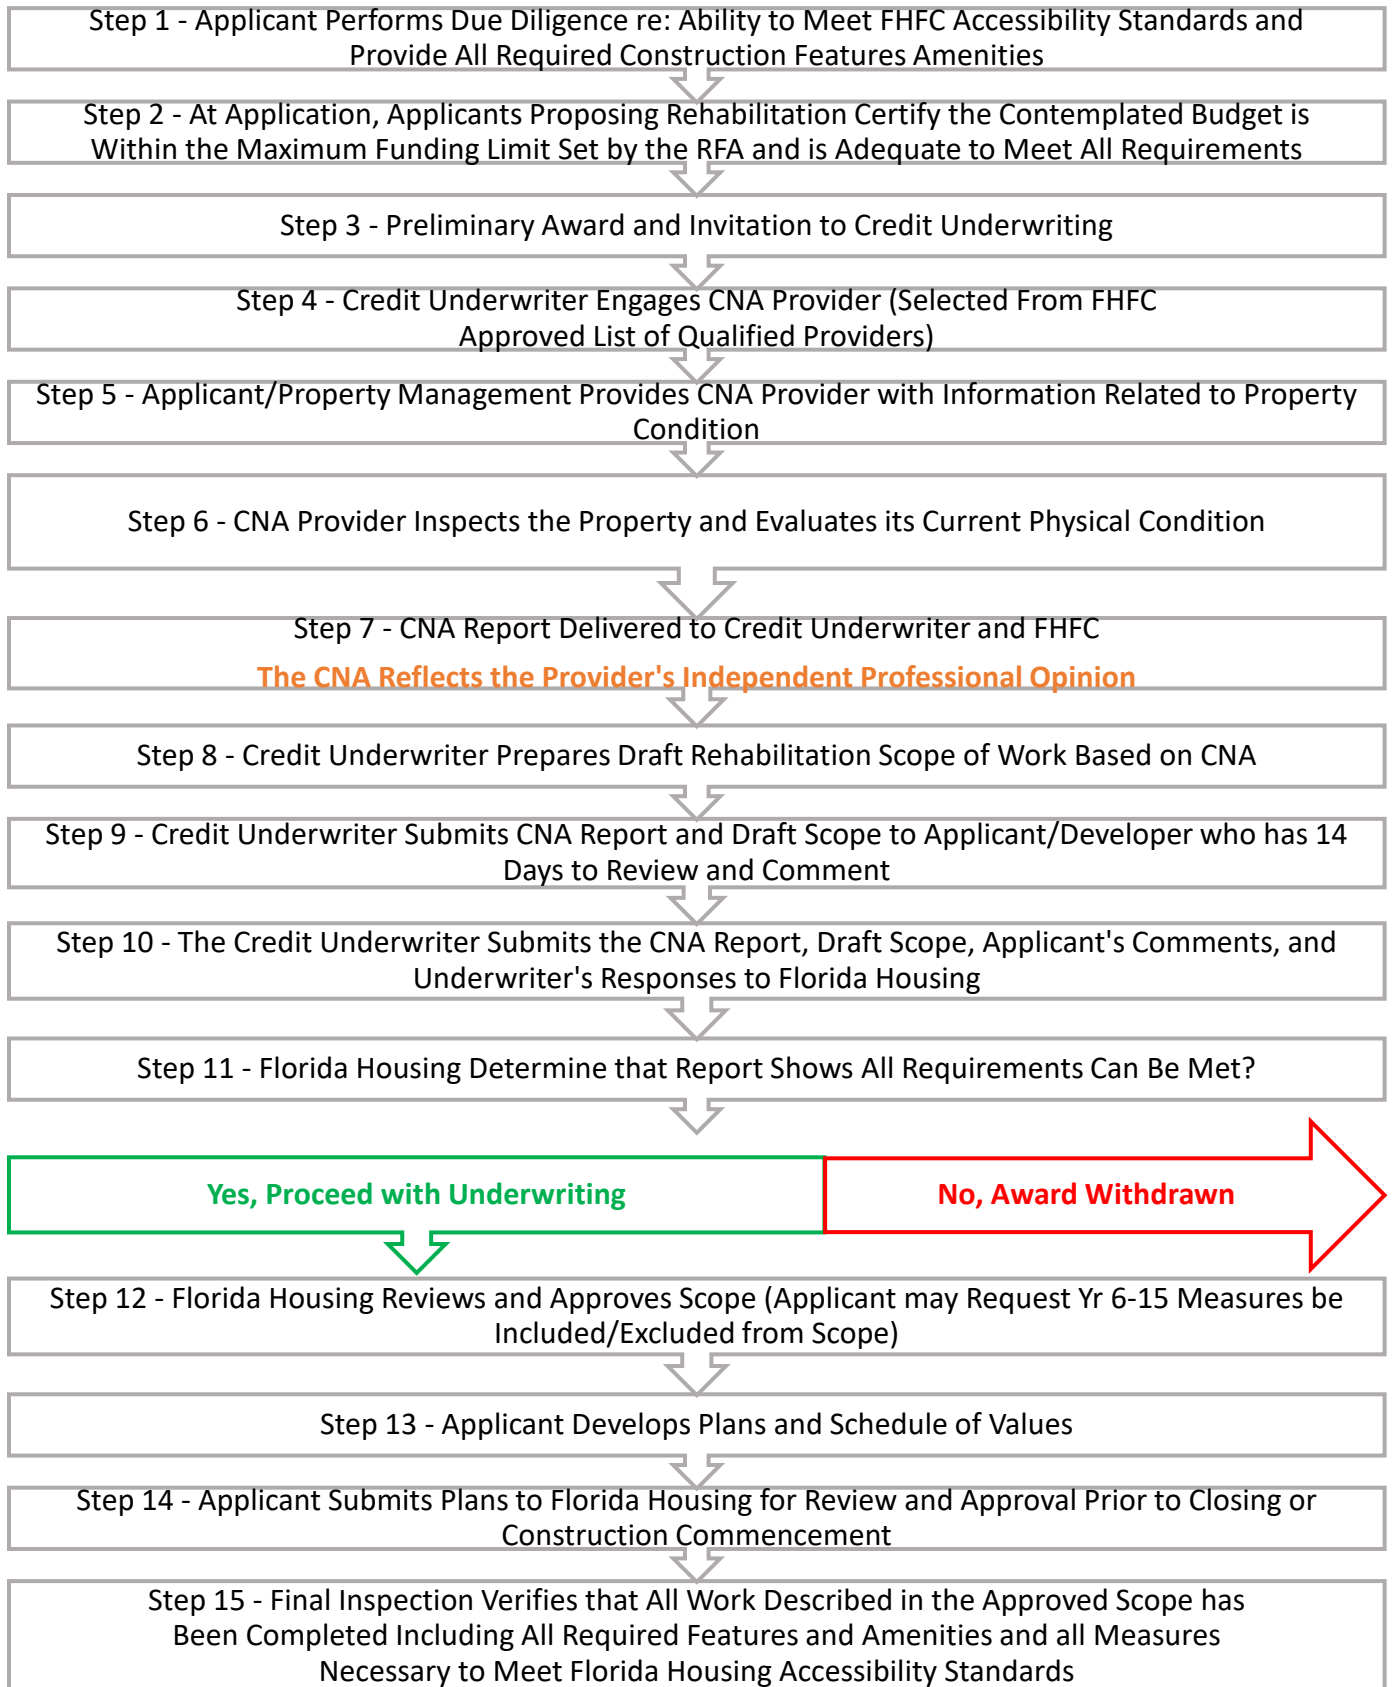 Step 1 - Applicant Performs Due Diligence re: Ability to Meet FHFC Accessibility Standards and
Provide All Required Construction Features Amenities
Step 2 - At Application, Applicants Proposing Rehabilitation Certify the Contemplated Budget is
Within the Maximum Funding Limit Set by the RFA and is Adequate to Meet All Requirements
Step 3 - Preliminary Award and Invitation to Credit Underwriting
Step 4 - Credit Underwriter Engages CNA Provider (Selected From FHFC
Approved List of Qualified Providers)
Step 5 - Applicant/Property Management Provides CNA Provider with Information Related to Property
Condition
Step 6 - CNA Provider Inspects the Property and Evaluates its Current Physical Condition
Step 7 - CNA Report Delivered to Credit Underwriter and FHFC
The CNA Reflects the Provider's Independent Professional Opinion
Step 8 - Credit Underwriter Prepares Draft Rehabilitation Scope of Work Based on CNA
Step 9 - Credit Underwriter Submits CNA Report and Draft Scope to Applicant/Developer who has 14
Days to Review and Comment
Step 10 - The Credit Underwriter Submits the CNA Report, Draft Scope, Applicant's Comments, and
Underwriter's Responses to Florida Housing
Step 11 - Florida Housing Determine that Report Shows All Requirements Can Be Met?
Yes, Proceed with Underwriting
No, Award Withdrawn
Step 12 - Florida Housing Reviews and Approves Scope (Applicant may Request Yr 6-15 Measures be
Included/Excluded from Scope)
Step 13 - Applicant Develops Plans and Schedule of Values
Step 14 - Applicant Submits Plans to Florida Housing for Review and Approval Prior to Closing or
Construction Commencement
Step 15 - Final Inspection Verifies that All Work Described in the Approved Scope has
Been Completed Including All Required Features and Amenities and all Measures
Necessary to Meet Florida Housing Accessibility Standards